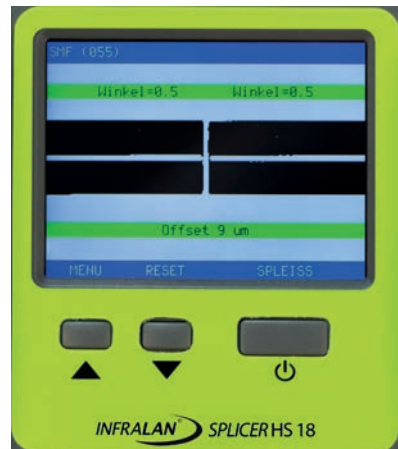 SMF (055)
Winkel=0.5 Winkel=0.5
Offset 9 um
MENU RESET SPLEISS
INFRALAN® SPLICER HS 18